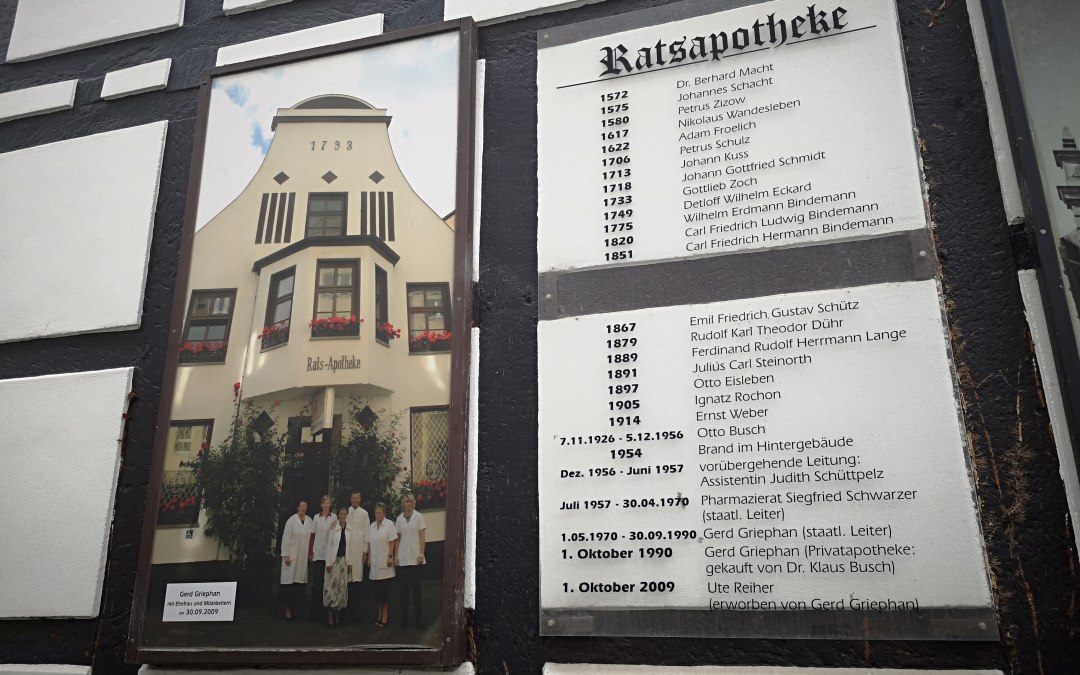 1793
Rats-Apotheke
Gerd Griephan
mit Ehefrau und Mitarbeitern
am 30.09.2009
Ratsapotheke
1572 Dr. Berhard Macht
1575 Johannes Schacht
1580 Petrus Zizow
1617 Nikolaus Wandesleben
1622 Adam Froelich
1706 Petrus Schulz
1713 Johann Kuss
1718 Johann Gottfried Schmidt
1733 Gottlieb Zoch
1749 Detloff Wilhelm Eckard
1775 Wilhelm Erdmann Bindemann
1820 Carl Friedrich Ludwig Bindemann
1851 Carl Friedrich Hermann Bindemann
1867 Emil Friedrich Gustav Schütz
1879 Rudolf Karl Theodor Dühr
1889 Ferdinand Rudolf Herrmann Lange
1891 Juliús Carl Steinorth
1897 Otto Eisleben
1905 Ignatz Rochon
1914 Ernst Weber
7.11.1926 - 5.12.1956 Otto Busch
1954 Brand im Hintergebäude
Dez. 1956 - Juni 1957 vorübergehende Leitung:
Assistentin Judith Schüttpelz
Juli 1957 - 30.04.1970 Pharmazierat Siegfried Schwarzer
(staatl. Leiter)
1.05.1970 - 30.09.1990 Gerd Griephan (staatl. Leiter)
1. Oktober 1990 Gerd Griephan (Privatapotheke:
gekauft von Dr. Klaus Busch)
1. Oktober 2009 Ute Reiher
(erworben von Gerd Griephan)